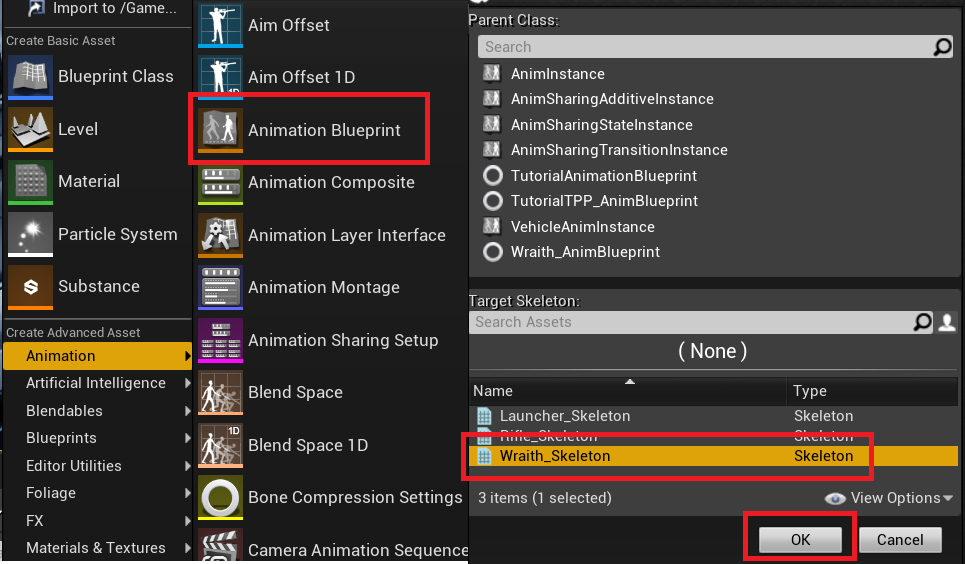 Import to /Game...
Create Basic Asset
Blueprint Class
Level
Material
Particle System
Substance
Create Advanced Asset
Animation
Artificial Intelligence
Blendables
Blueprints
Editor Utilities
Foliage
FX
Materials & Textures
Aim Offset
Aim Offset 1D
1D
Animation Blueprint
Animation Composite
Animation Layer Interface
Animation Montage
Animation Sharing Setup
Blend Space
Blend Space 1D
1D
Bone Compression Settings
Camera Animation Sequence
Parent Class:
Search
AnimInstance
AnimSharingAdditiveInstance
AnimSharingStateInstance
AnimSharingTransitionInstance
TutorialAnimationBlueprint
TutorialTPP_AnimBlueprint
VehicleAnimInstance
Wraith_AnimBlueprint
Target Skeleton:
Search Assets
( None )
Name Type
Launcher_Skeleton Skeleton
Rifle_Skeleton Skeleton
Wraith_Skeleton Skeleton
3 items (1 selected) View Options
OK Cancel